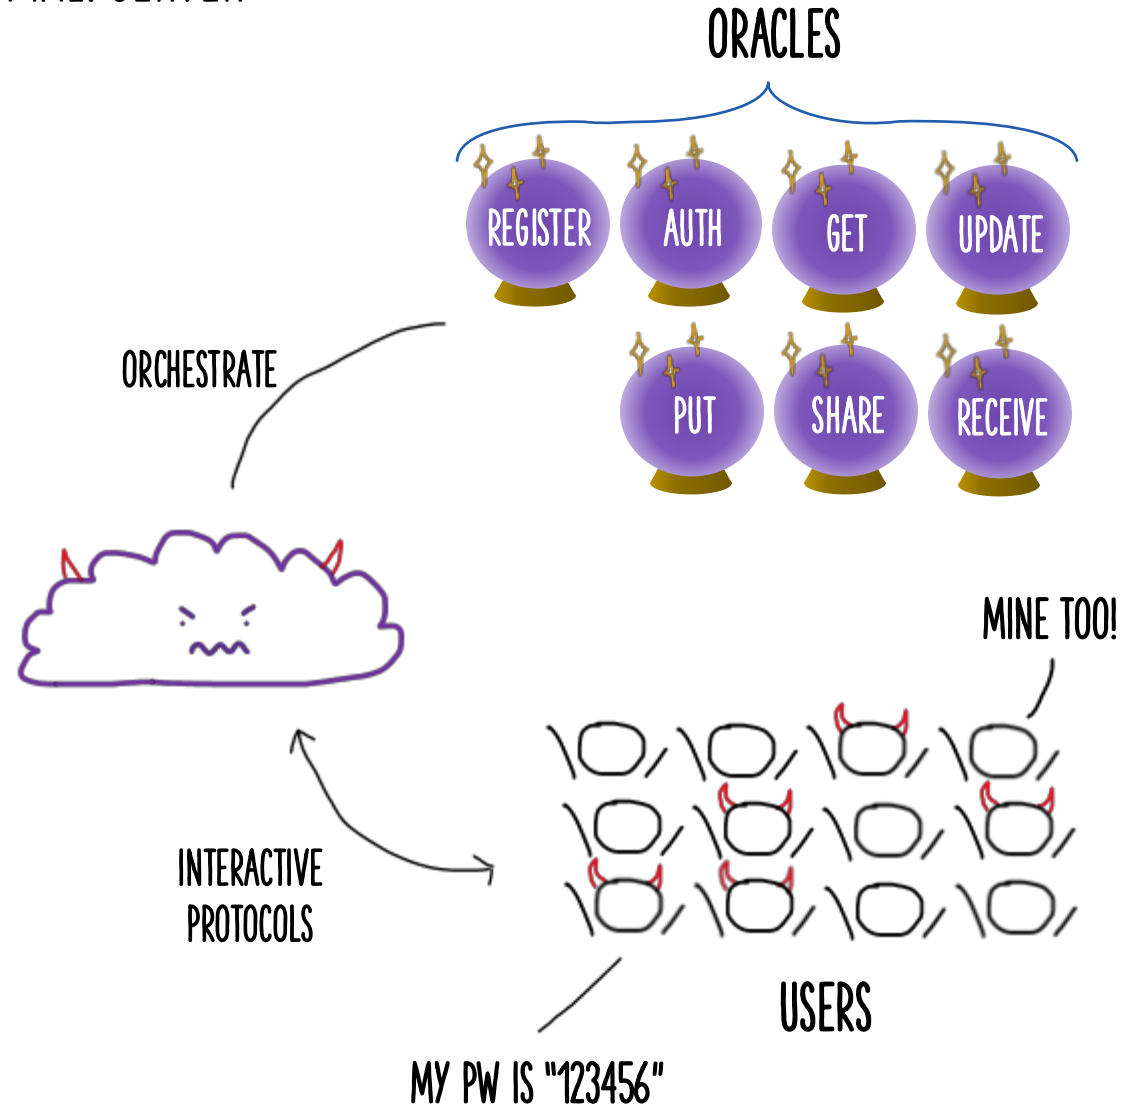 ORACLES
REGISTER
AUTH
GET
UPDATE
PUT
SHARE
RECEIVE
ORCHESTRATE
MINE TOO!
INTERACTIVE
PROTOCOLS
USERS
MY PW IS "123456"